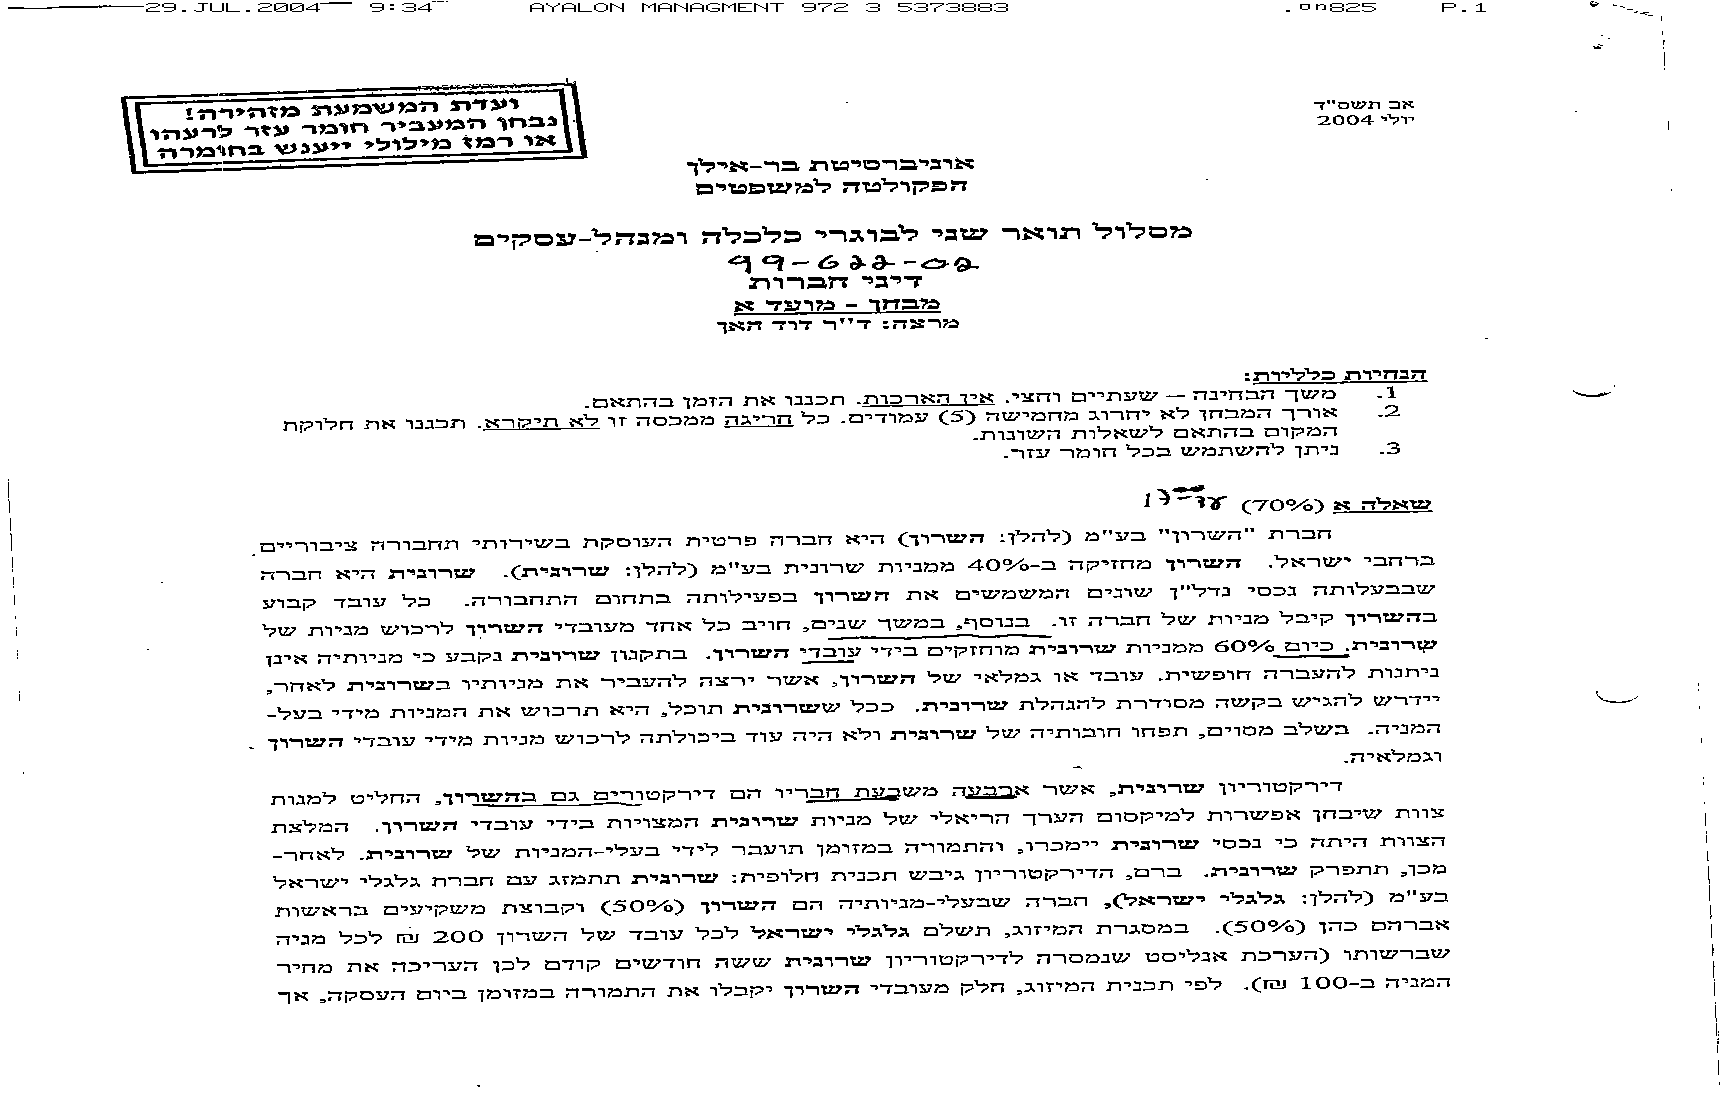 29.JUL.2004 9:34 AYALON MANAGMENT 972 3 5373883 P.1
אב תשס"ד
יולי 2004
ועדת המשמעת מזהירה!
נבחן המעביר חומר עזר לרעהו
או רמז מילולי ייענש בחומרה
אוניברסיטת בר-אילן
הפקולטה למשפטים
מסלול תואר שני לבוגרי כלכלה ומנהל-עסקים
99-622-02
דיני חברות
מבחן - מועד א
מרצה: ד"ר דוד האן
הנחיות כלליות:
1. משך הבחינה – שעתיים וחצי. אין הארכות. תכננו את הזמן בהתאם.
2. אורך המבחן לא יחרוג מחמישה (5) עמודים. כל חריגה ממכסה זו לא תיקרא. תכננו את חלוקת
המקום בהתאם לשאלות השונות.
3. ניתן להשתמש בכל חומר עזר.
שאלה א (70%)
חברת "השרון" בע"מ (להלן: השרון) היא חברה פרטית העוסקת בשירותי תחבורה ציבוריים
ברחבי ישראל. השרון מחזיקה ב-40% ממניות שרונית בע"מ (להלן: שרונית). שרונית היא חברה
שבבעלותה נכסי נדל"ן שונים המשמשים את השרון בפעילותה בתחום התחבורה. כל עובד קבוע
בהשרון קיבל מניות של חברה זו. בנוסף, במשך שנים, חויב כל אחד מעובדי השרון לרכוש מניות של
שרונית. כיום 60% ממניות שרונית מוחזקים בידי עובדי השרון. בתקנון שרונית נקבע כי מניותיה אינן
ניתנות להעברה חופשית. עובד או גמלאי של השרון, אשר ירצה להעביר את מניותיו בשרונית לאחר,
יידרש להגיש בקשה מסודרת להנהלת שרונית. ככל ששרונית תוכל, היא תרכוש את המניות מידי בעל-
המניה. בשלב מסוים, תפחו חובותיה של שרונית ולא היה עוד ביכולתה לרכוש מניות מידי עובדי השרון
וגמלאיה.
דירקטוריון שרונית, אשר ארבעה משבעת חבריו הם דירקטורים גם בהשרון, החליט למנות
צוות שיבחן אפשרות למיקסום הערך הריאלי של מניות שרונית המצויות בידי עובדי השרון. המלצת
הצוות היתה כי נכסי שרונית יימכרו, והתמורה במזומן תועבר לידי בעלי-המניות של שרונית. לאחר-
מכן, תתפרק שרונית. ברם, הדירקטוריון גיבש תכנית חלופית: שרונית תתמזג עם חברת גלגלי ישראל
בע"מ (להלן: גלגלי ישראל), חברה שבעלי-מניותיה הם השרון (50%) וקבוצת משקיעים בראשות
אברהם כהן (50%). במסגרת המיזוג, תשלם גלגלי ישראל לכל עובד של השרון 200 ₪ לכל מניה
שברשותו (הערכת אנליסט שנמסרה לדירקטוריון שרונית ששה חודשים קודם לכן העריכה את מחיר
המניה ב-100 ₪). לפי תכנית המיזוג, חלק מעובדי השרון יקבלו את התמורה במזומן ביום העסקה, אך